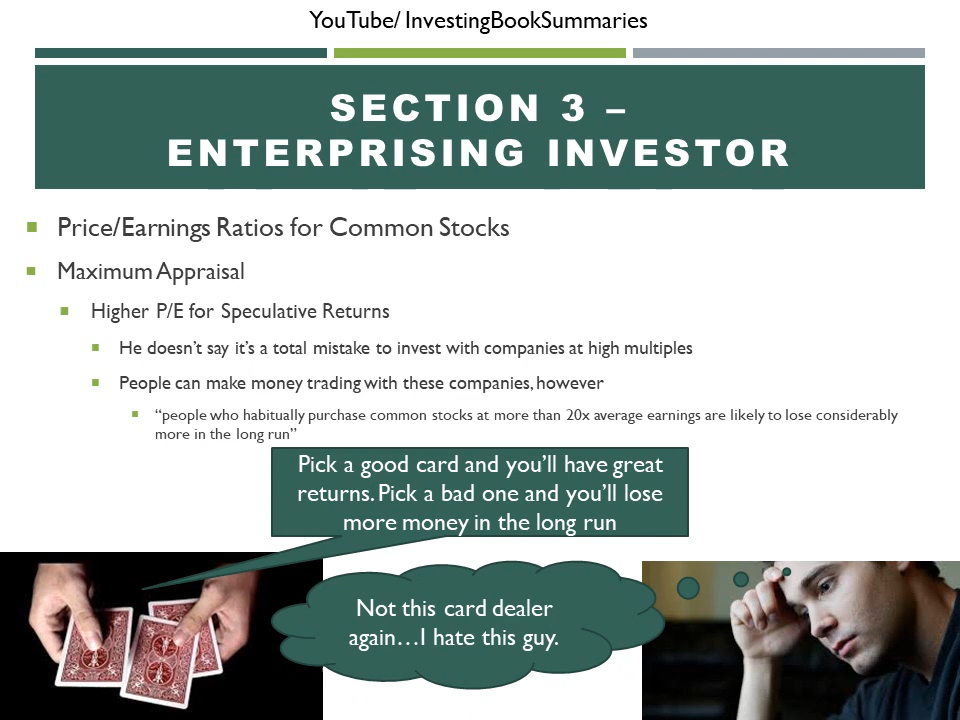 YouTube/ InvestingBookSummaries
SECTION 3 –
ENTERPRISING INVESTOR
Price/Earnings Ratios for Common Stocks
Maximum Appraisal
Higher P/E for Speculative Returns
He doesn’t say it’s a total mistake to invest with companies at high multiples
People can make money trading with these companies, however
“people who habitually purchase common stocks at more than 20x average earnings are likely to lose considerably
more in the long run”
Pick a good card and you’ll have great
returns. Pick a bad one and you’ll lose
more money in the long run
Not this card dealer
again…I hate this guy.